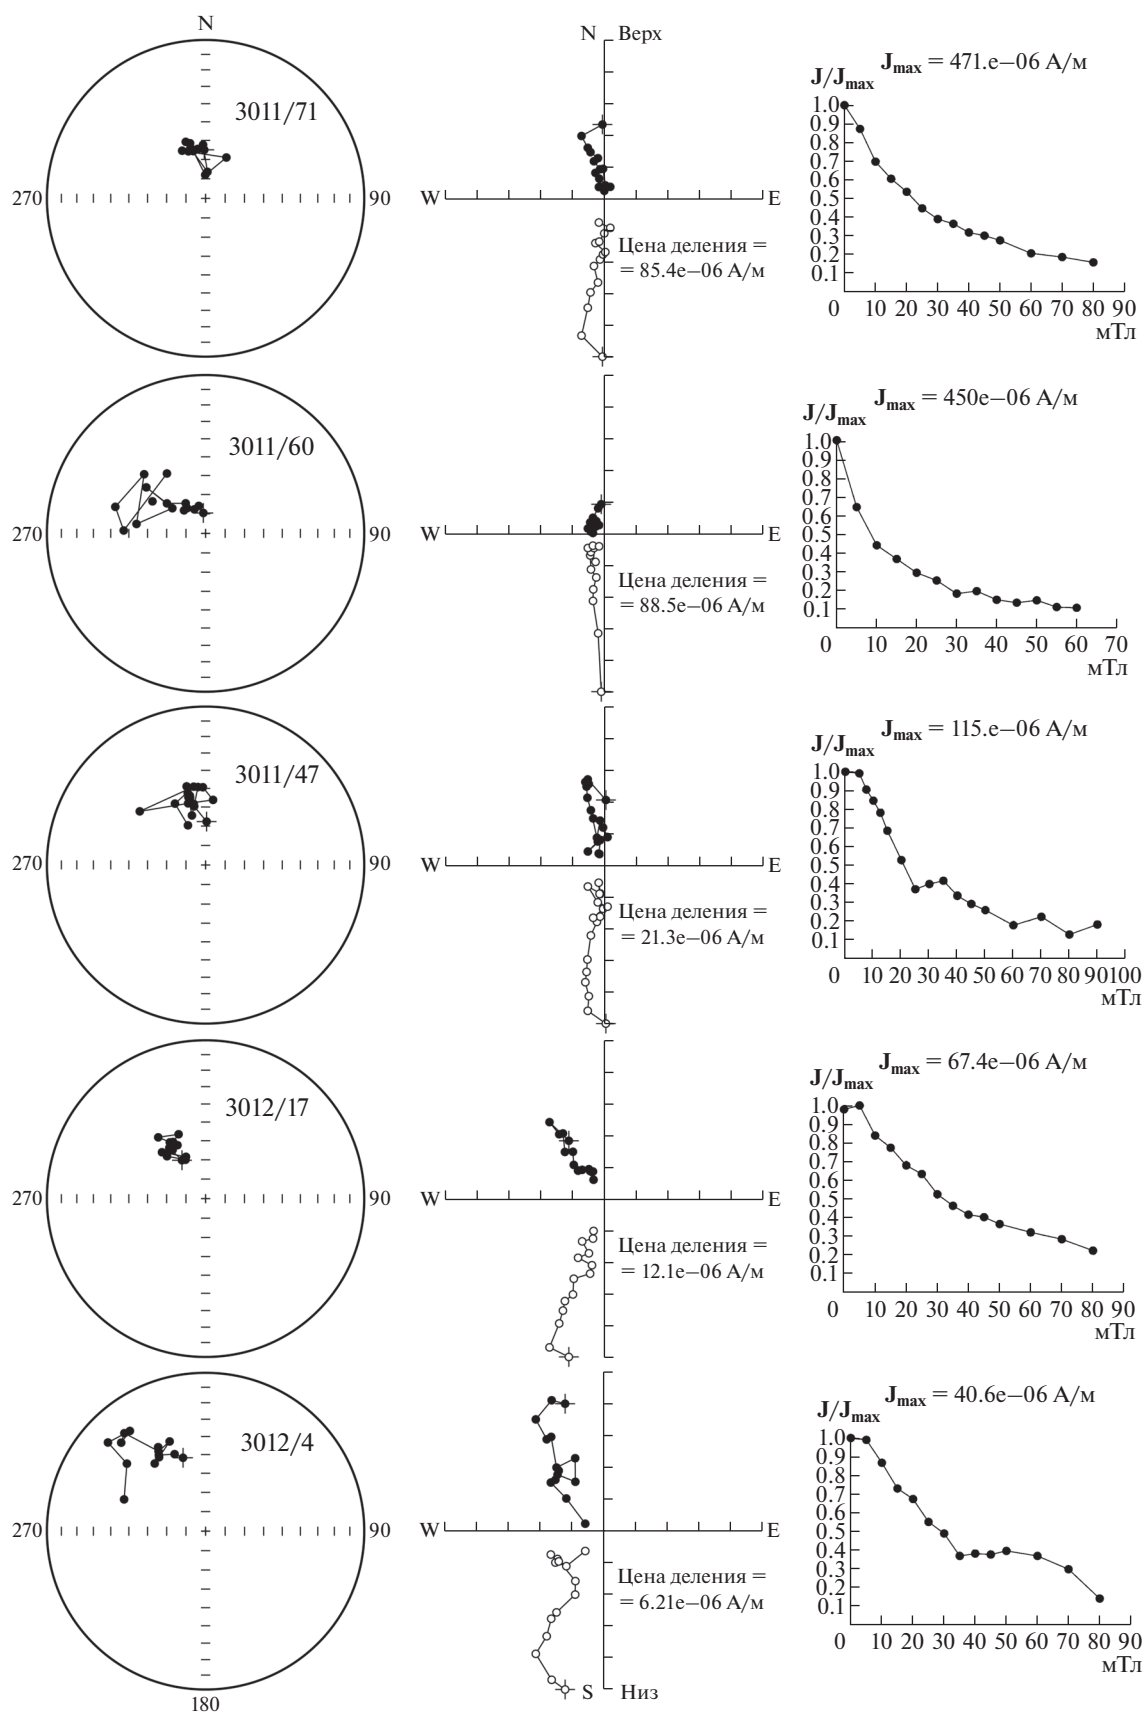 N
3011/71
270
90
N
Верх
W
E
Цена деления =
= 85.4e–06 А/м
J/Jmax
Jmax = 471.e–06 А/м
1.0
0.9
0.8
0.7
0.6
0.5
0.4
0.3
0.2
0.1
0 10 20 30 40 50 60 70 80 90
мТл
3011/60
270
90
W
E
Цена деления =
= 88.5e–06 А/м
J/Jmax
Jmax = 450e–06 А/м
1.0
0.9
0.8
0.7
0.6
0.5
0.4
0.3
0.2
0.1
0 10 20 30 40 50 60 70
мТл
3011/47
270
90
W
E
Цена деления =
= 21.3e–06 А/м
J/Jmax
Jmax = 115.e–06 А/м
1.0
0.9
0.8
0.7
0.6
0.5
0.4
0.3
0.2
0.1
0 10 20 30 40 50 60 70 80 90100
мТл
3012/17
270
90
W
E
Цена деления =
= 12.1e–06 А/м
J/Jmax
Jmax = 67.4e–06 А/м
1.0
0.9
0.8
0.7
0.6
0.5
0.4
0.3
0.2
0.1
0 10 20 30 40 50 60 70 80 90
мТл
3012/4
270
90
180
W
E
Цена деления =
= 6.21e–06 А/м
S
Низ
J/Jmax
Jmax = 40.6e–06 А/м
1.0
0.9
0.8
0.7
0.6
0.5
0.4
0.3
0.2
0.1
0 10 20 30 40 50 60 70 80 90
мТл